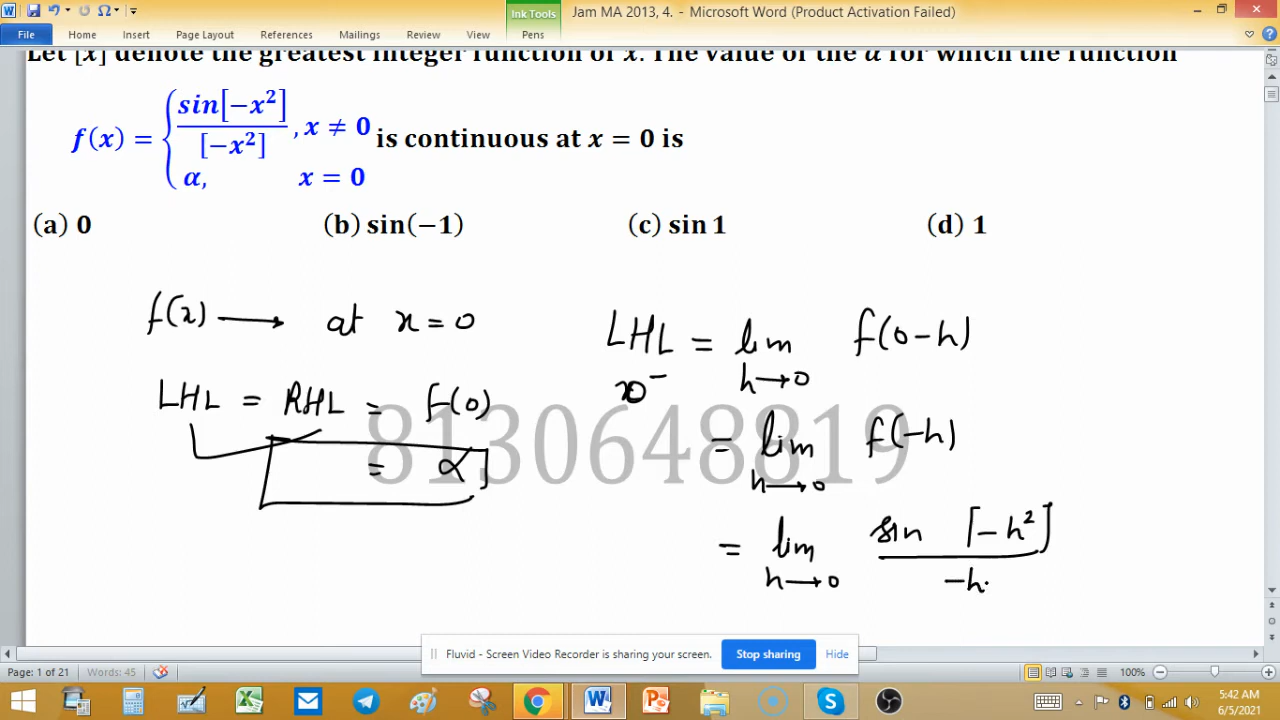 Ink Tools
Jam MA 2013, 4. - Microsoft Word (Product Activation Failed)
File Home Insert Page Layout References Mailings Review View Pens
Let [x] denote the greatest integer function of x. The value of the α for which the function
f(x) = { sin[−x²] / [−x²] , x ≠ 0
α, x = 0
is continuous at x = 0 is
(a) 0 (b) sin(−1) (c) sin 1 (d) 1
f(x) ⟶ at x = 0
LHL = RHL = f(0)
= α
LHL = lim f(0−h)
h→0
= lim f(−h)
h→0
= lim sin [−h²]
h→0 −h
8130648819
Fluvid - Screen Video Recorder is sharing your screen. Stop sharing Hide
Page: 1 of 21 Words: 45 100%
5:42 AM
6/5/2021